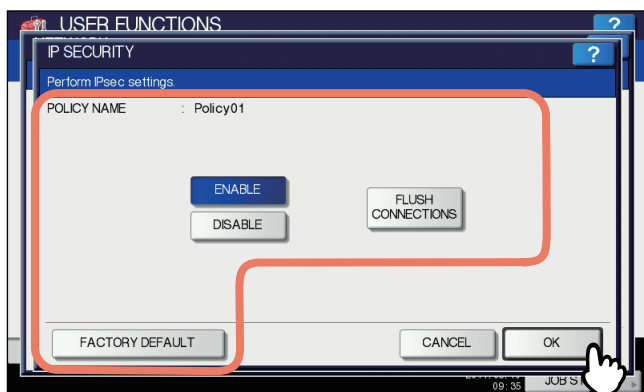 USER FUNCTIONS
?
IP SECURITY
?
Perform IPsec settings.
POLICY NAME : Policy01
ENABLE
DISABLE
FLUSH
CONNECTIONS
FACTORY DEFAULT
CANCEL
OK
09:35
JOB S